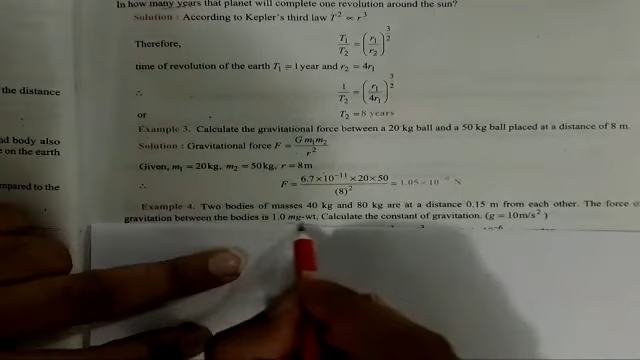 In how many years that planet will complete one revolution around the sun?
Solution : According to Kepler's third law T² ∝ r³
Therefore, T₁/T₂ = (r₁/r₂)^(3/2)
the distance
time of revolution of the earth T₁ = 1 year and r₂ = 4r₁
∴ 1/T₂ = (r₁/4r₁)^(3/2)
or T₂ = 8 years
Example 3. Calculate the gravitational force between a 20 kg ball and a 50 kg ball placed at a distance of 8 m.
ad body also
Solution : Gravitational force F = G m₁m₂/r²
e on the earth
Given, m₁ = 20kg, m₂ = 50kg, r = 8m
mpared to the
∴ F = 6.7×10⁻¹¹ × 20×50/(8)² = 1.05×10⁻⁹ N
Example 4. Two bodies of masses 40 kg and 80 kg are at a distance 0.15 m from each other. The force o
gravitation between the bodies is 1.0 mg-wt. Calculate the constant of gravitation. (g = 10m/s²)